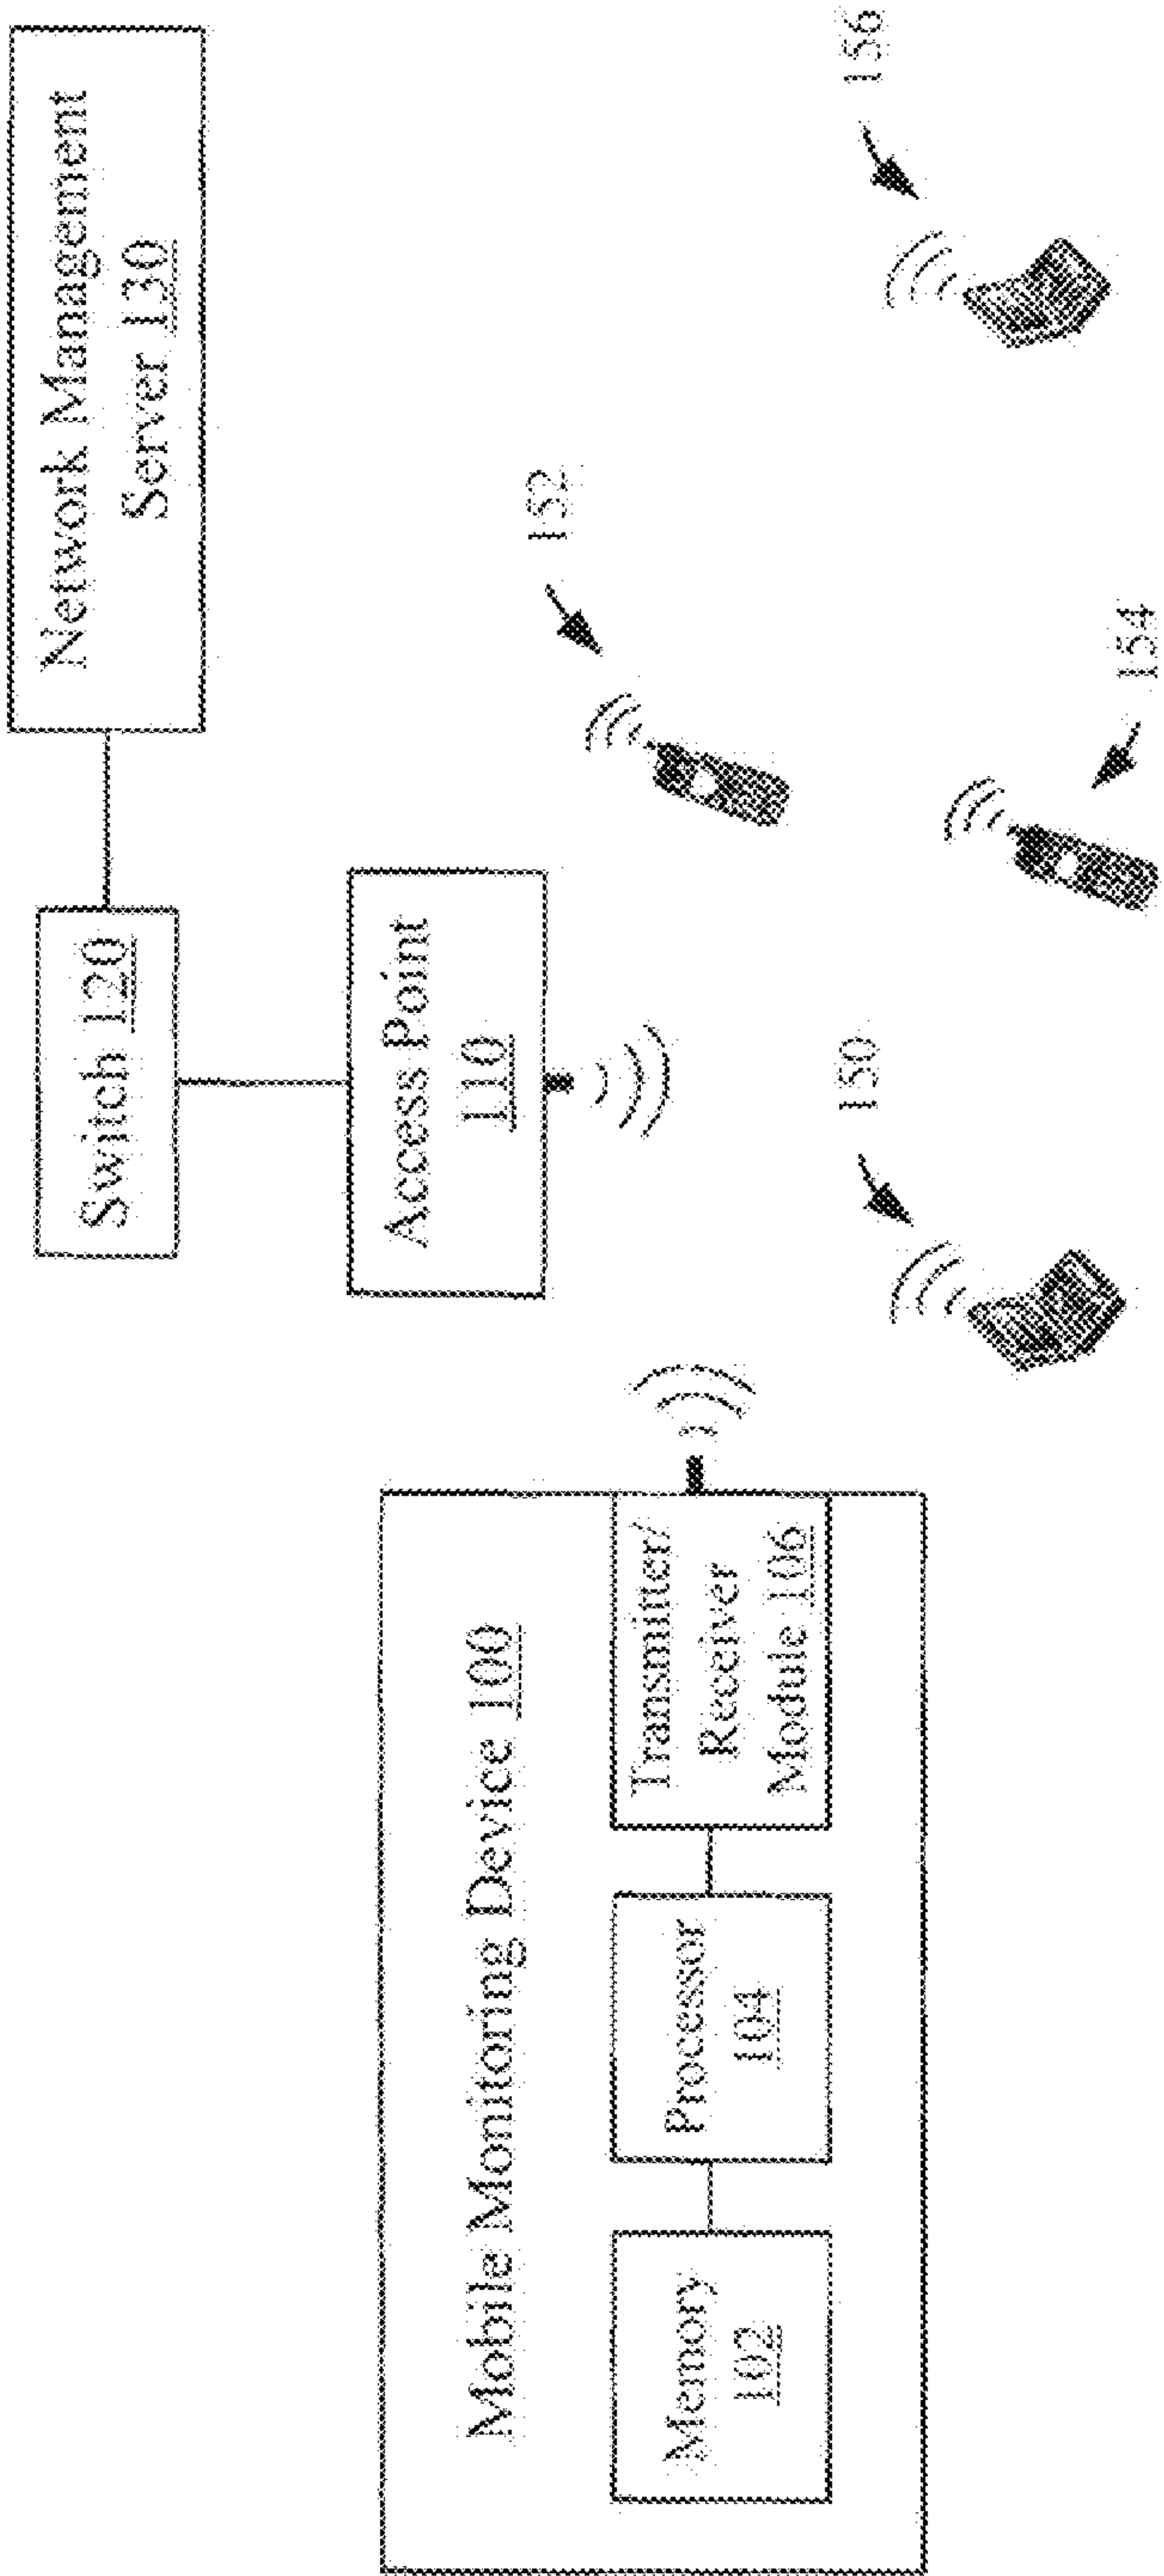 Network Management
Server 130
Switch 120
Access Point
110
Mobile Monitoring Device 100
Memory
102
Processor
104
Transmitter/
Receiver
Module 106
150
152
154
156